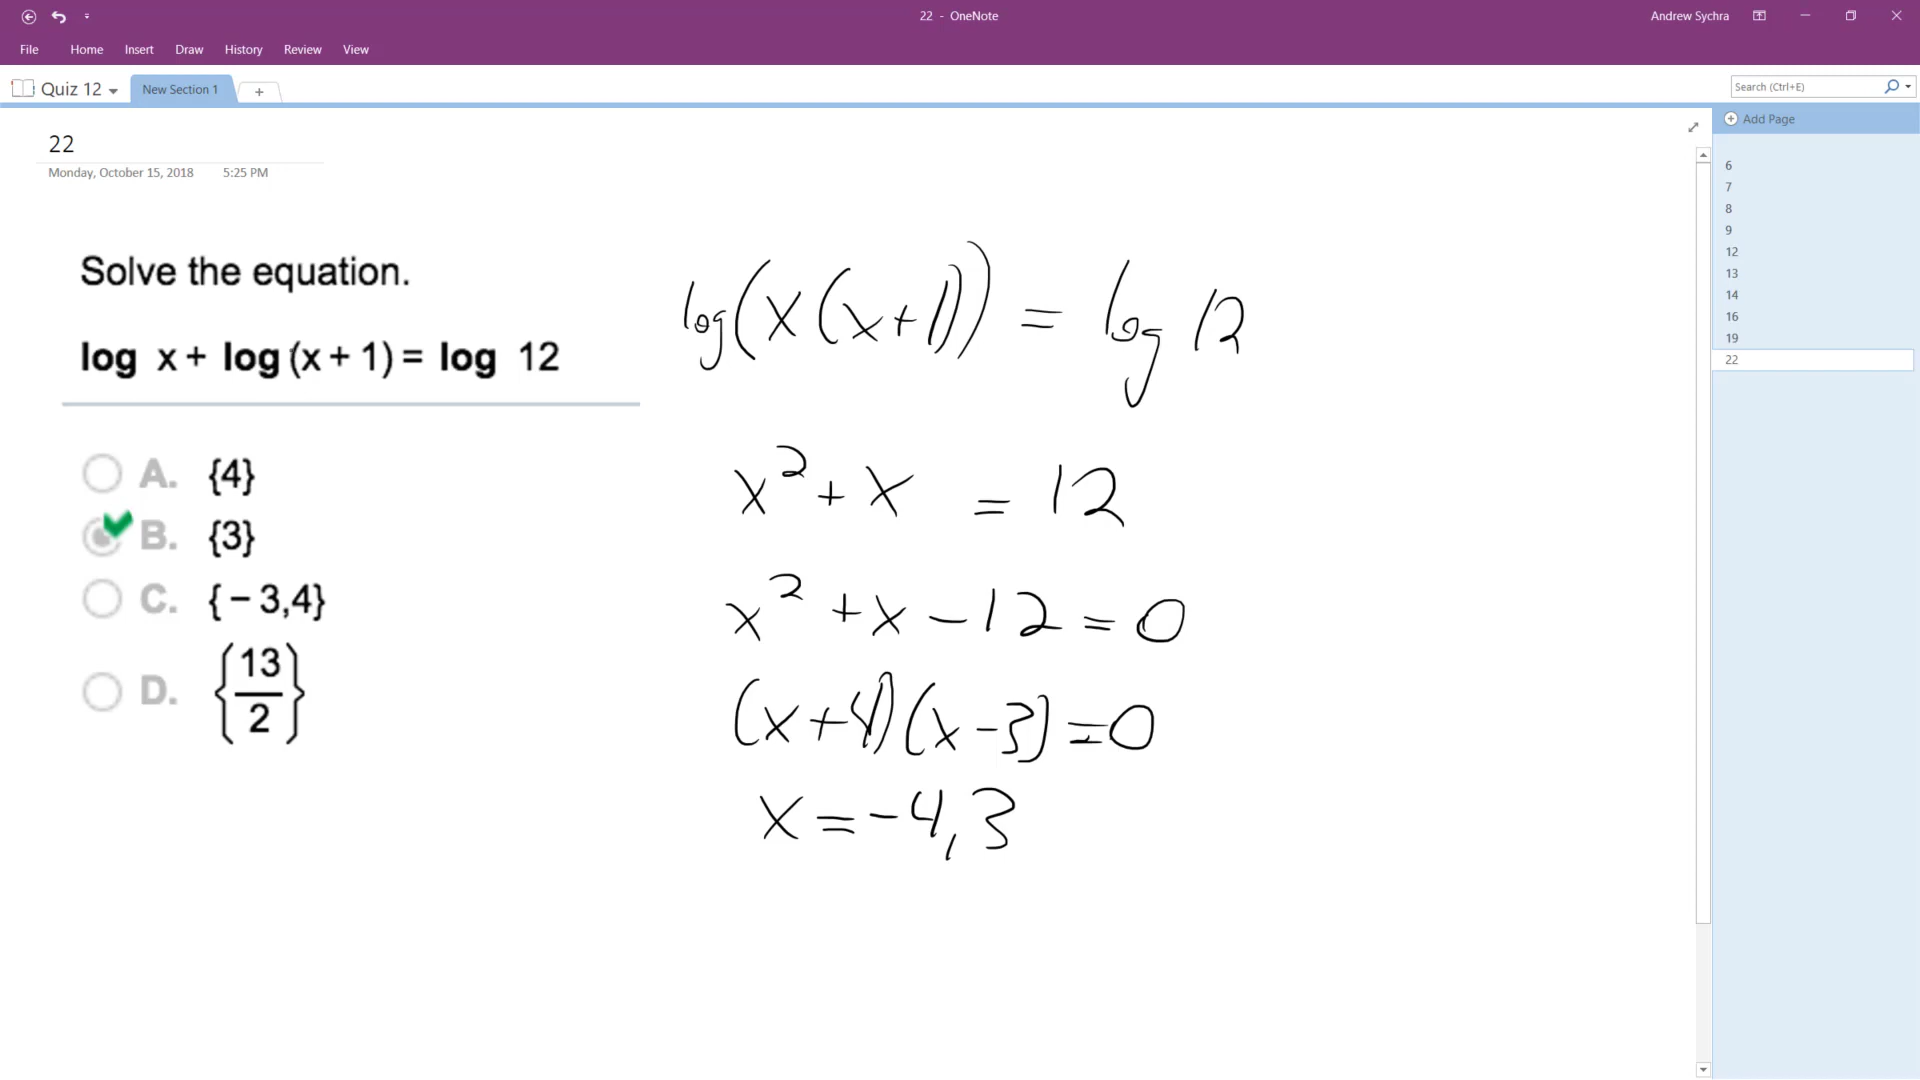 22 - OneNote
Andrew Sychra
File Home Insert Draw History Review View
Quiz 12
New Section 1
+
Search (Ctrl+E)
Add Page
6
7
8
9
12
13
14
16
19
22
22
Monday, October 15, 2018 5:25 PM
Solve the equation.
log x + log (x + 1) = log 12
A. {4}
B. {3}
C. {− 3,4}
D. {13/2}
log(x(x+1)) = log 12
x² + x = 12
x² + x − 12 = 0
(x+4)(x−3) = 0
x = −4, 3